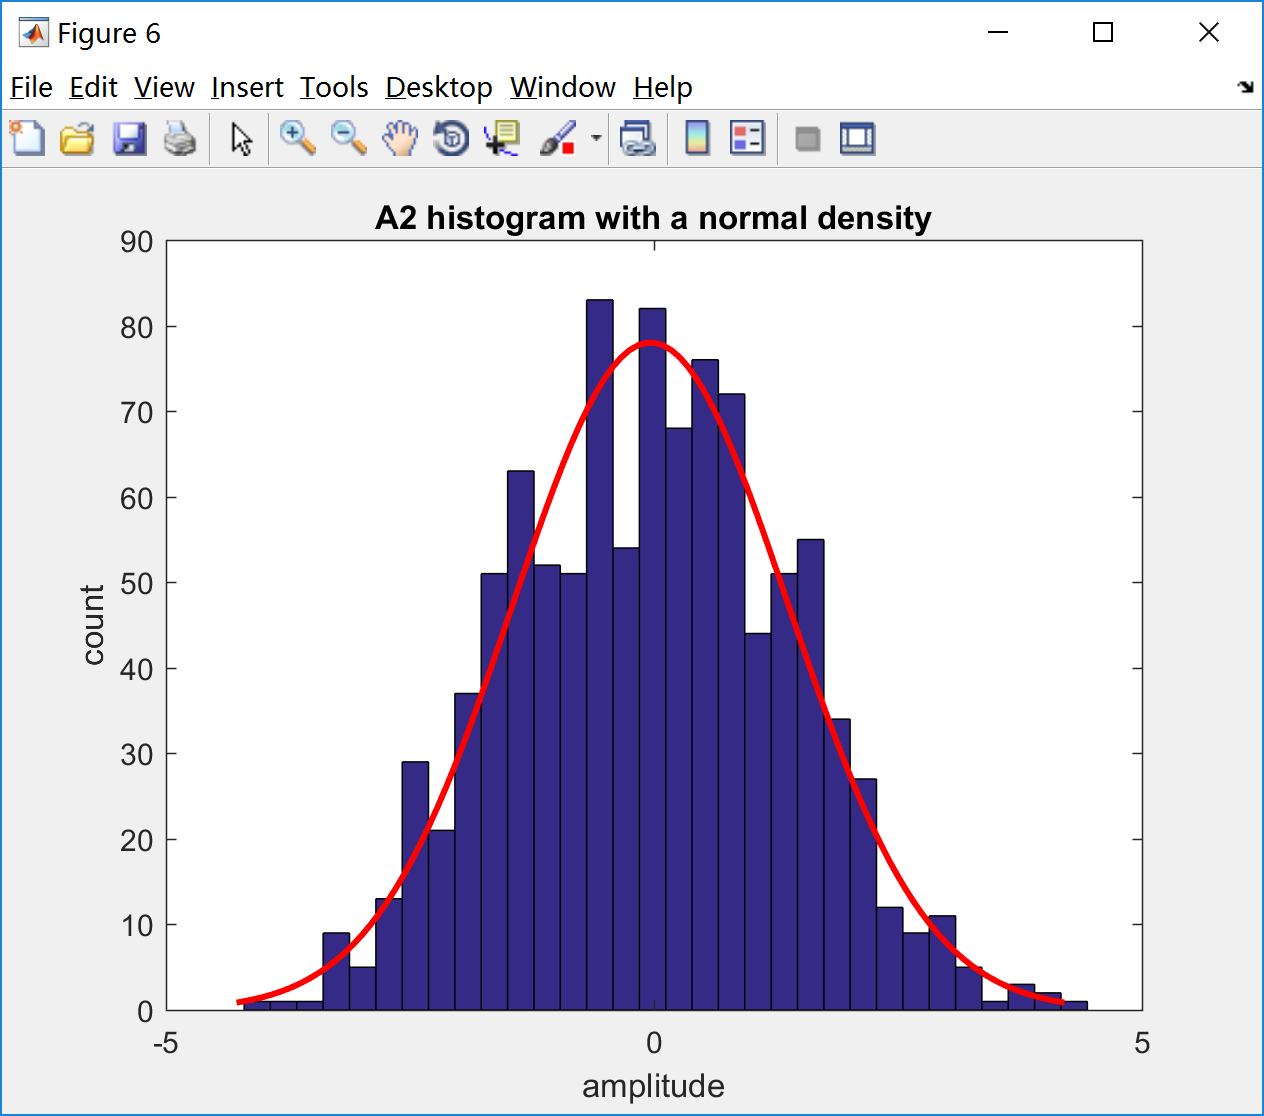 Figure 6
File Edit View Insert Tools Desktop Window Help
A2 histogram with a normal density
90
80
70
60
50
40
30
20
10
0
count
-5 0 5
amplitude